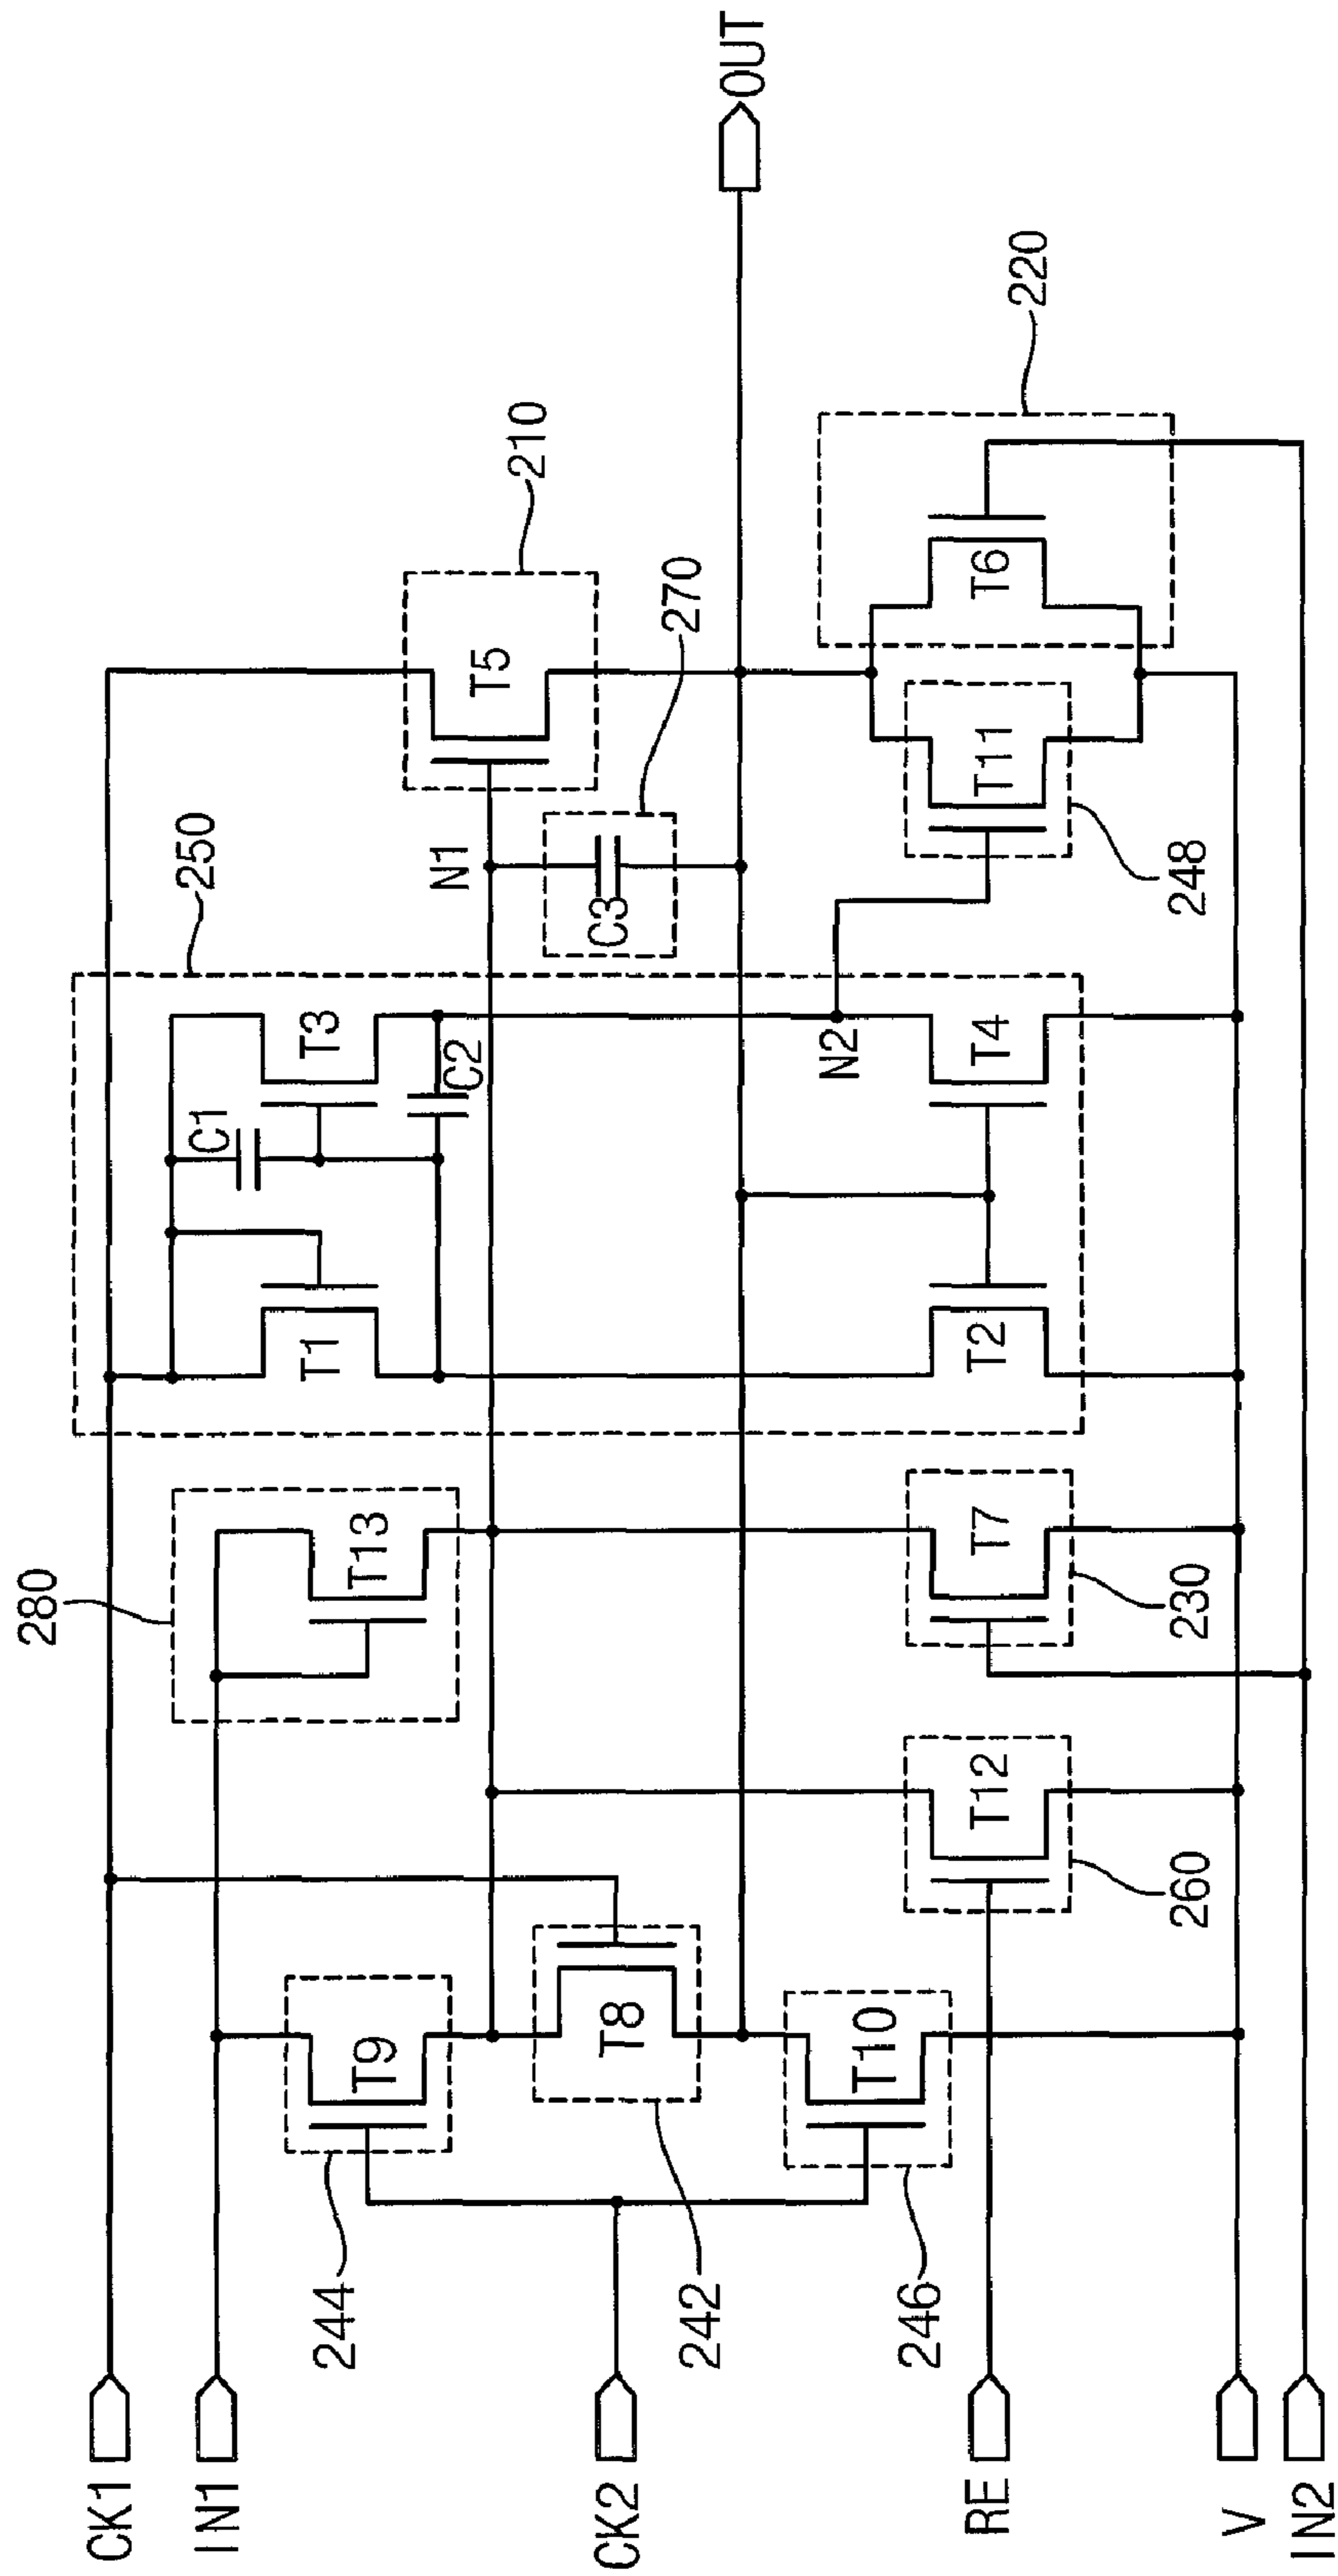 CK1
IN1
CK2
RE
V
IN2
OUT
244
242
246
280
260
230
250
270
210
248
220
T9
T8
T10
T13
T12
T7
T1
C1
T3
C2
T2
T4
N2
N1
C3
T5
T11
T6